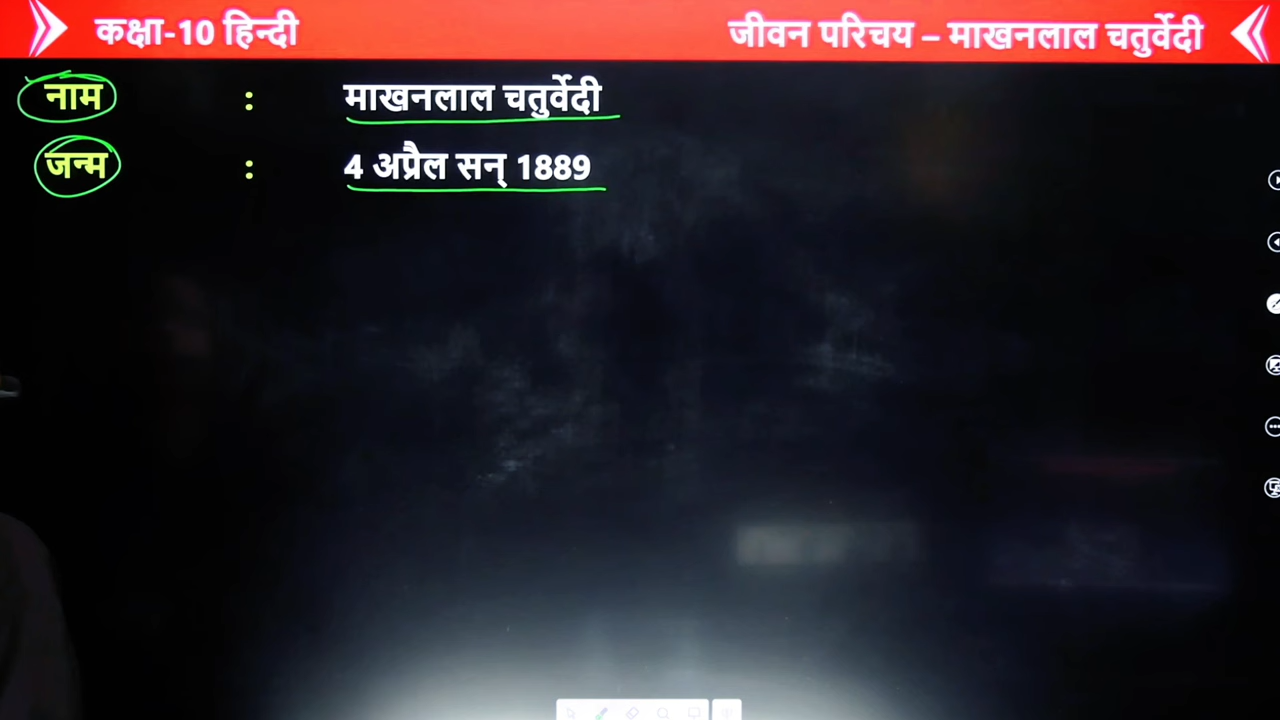 कक्षा-10 हिन्दी
जीवन परिचय – माखनलाल चतुर्वेदी
नाम : माखनलाल चतुर्वेदी
जन्म : 4 अप्रैल सन् 1889